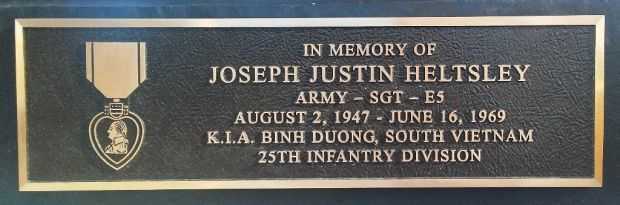 IN MEMORY OF
JOSEPH JUSTIN HELTSLEY
ARMY – SGT – E5
AUGUST 2, 1947 - JUNE 16, 1969
K.I.A. BINH DUONG, SOUTH VIETNAM
25TH INFANTRY DIVISION